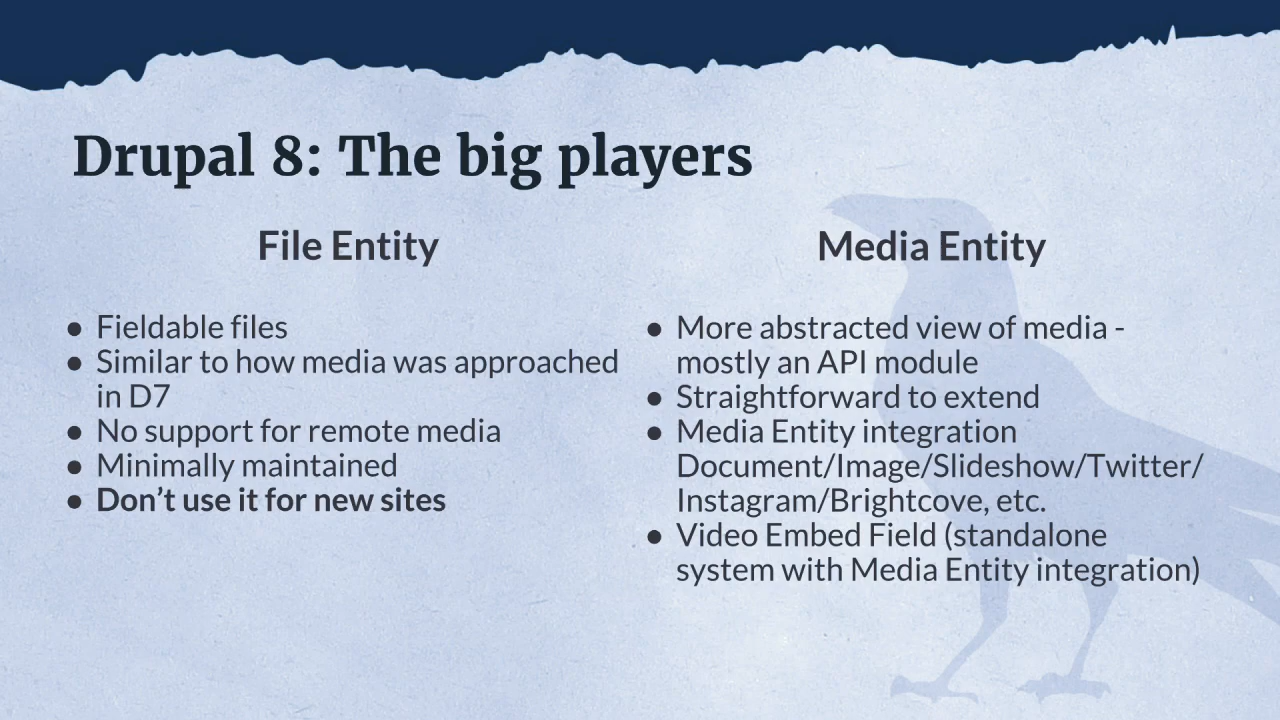 Drupal 8: The big players
File Entity
● Fieldable files
● Similar to how media was approached
in D7
● No support for remote media
● Minimally maintained
● Don’t use it for new sites
Media Entity
● More abstracted view of media -
mostly an API module
● Straightforward to extend
● Media Entity integration
Document/Image/Slideshow/Twitter/
Instagram/Brightcove, etc.
● Video Embed Field (standalone
system with Media Entity integration)